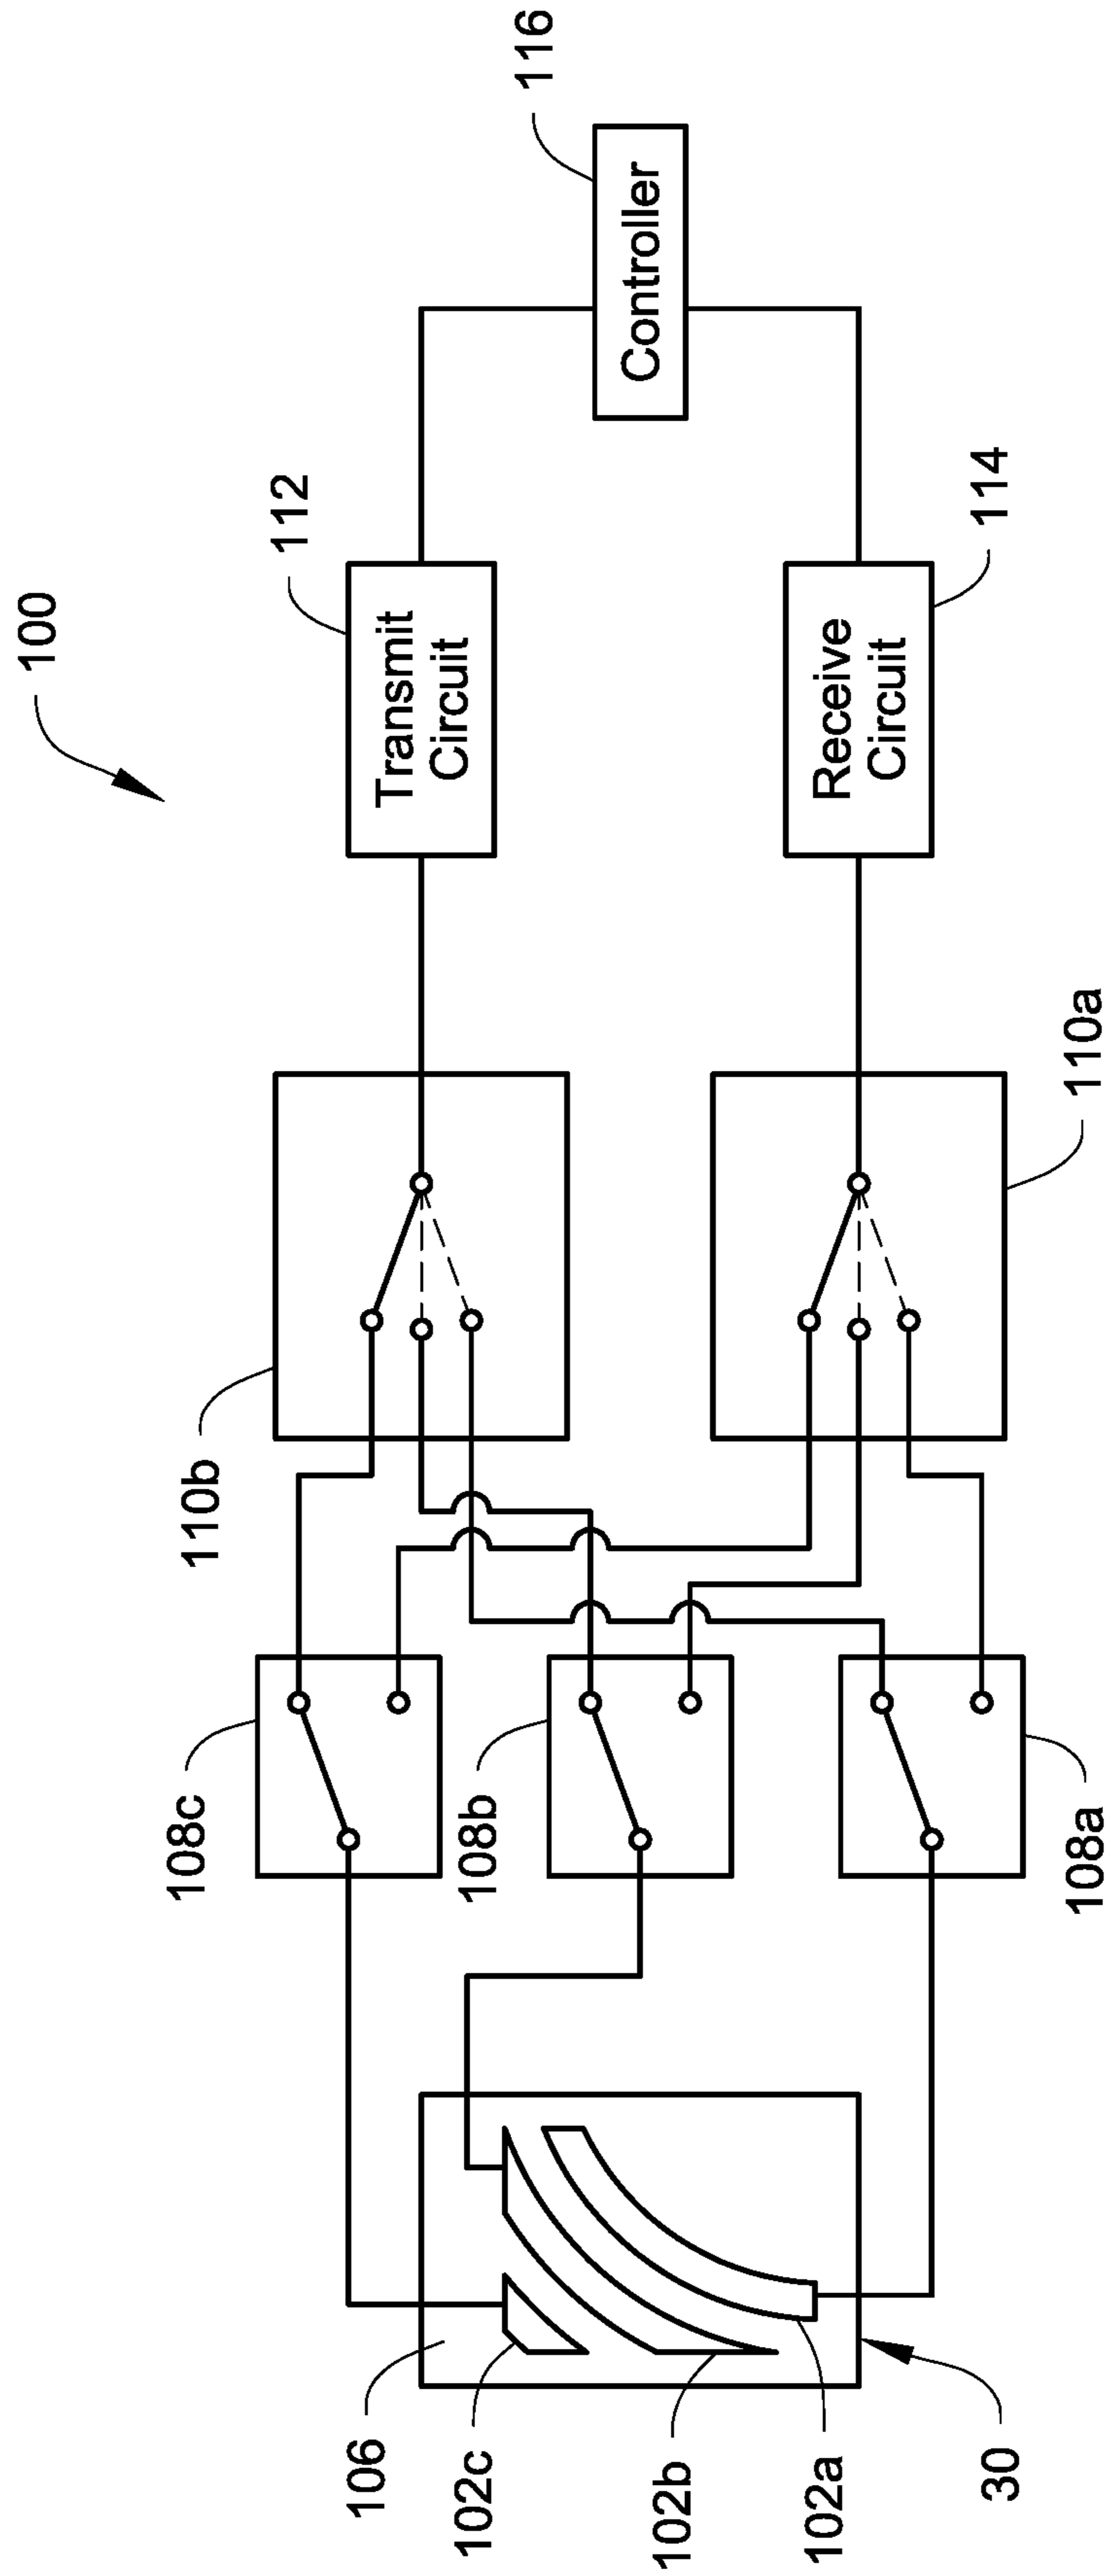 100
116
112
Transmit
Circuit
Controller
Receive
Circuit
114
110b
110a
108c
108b
108a
106
102c
102b
102a
30